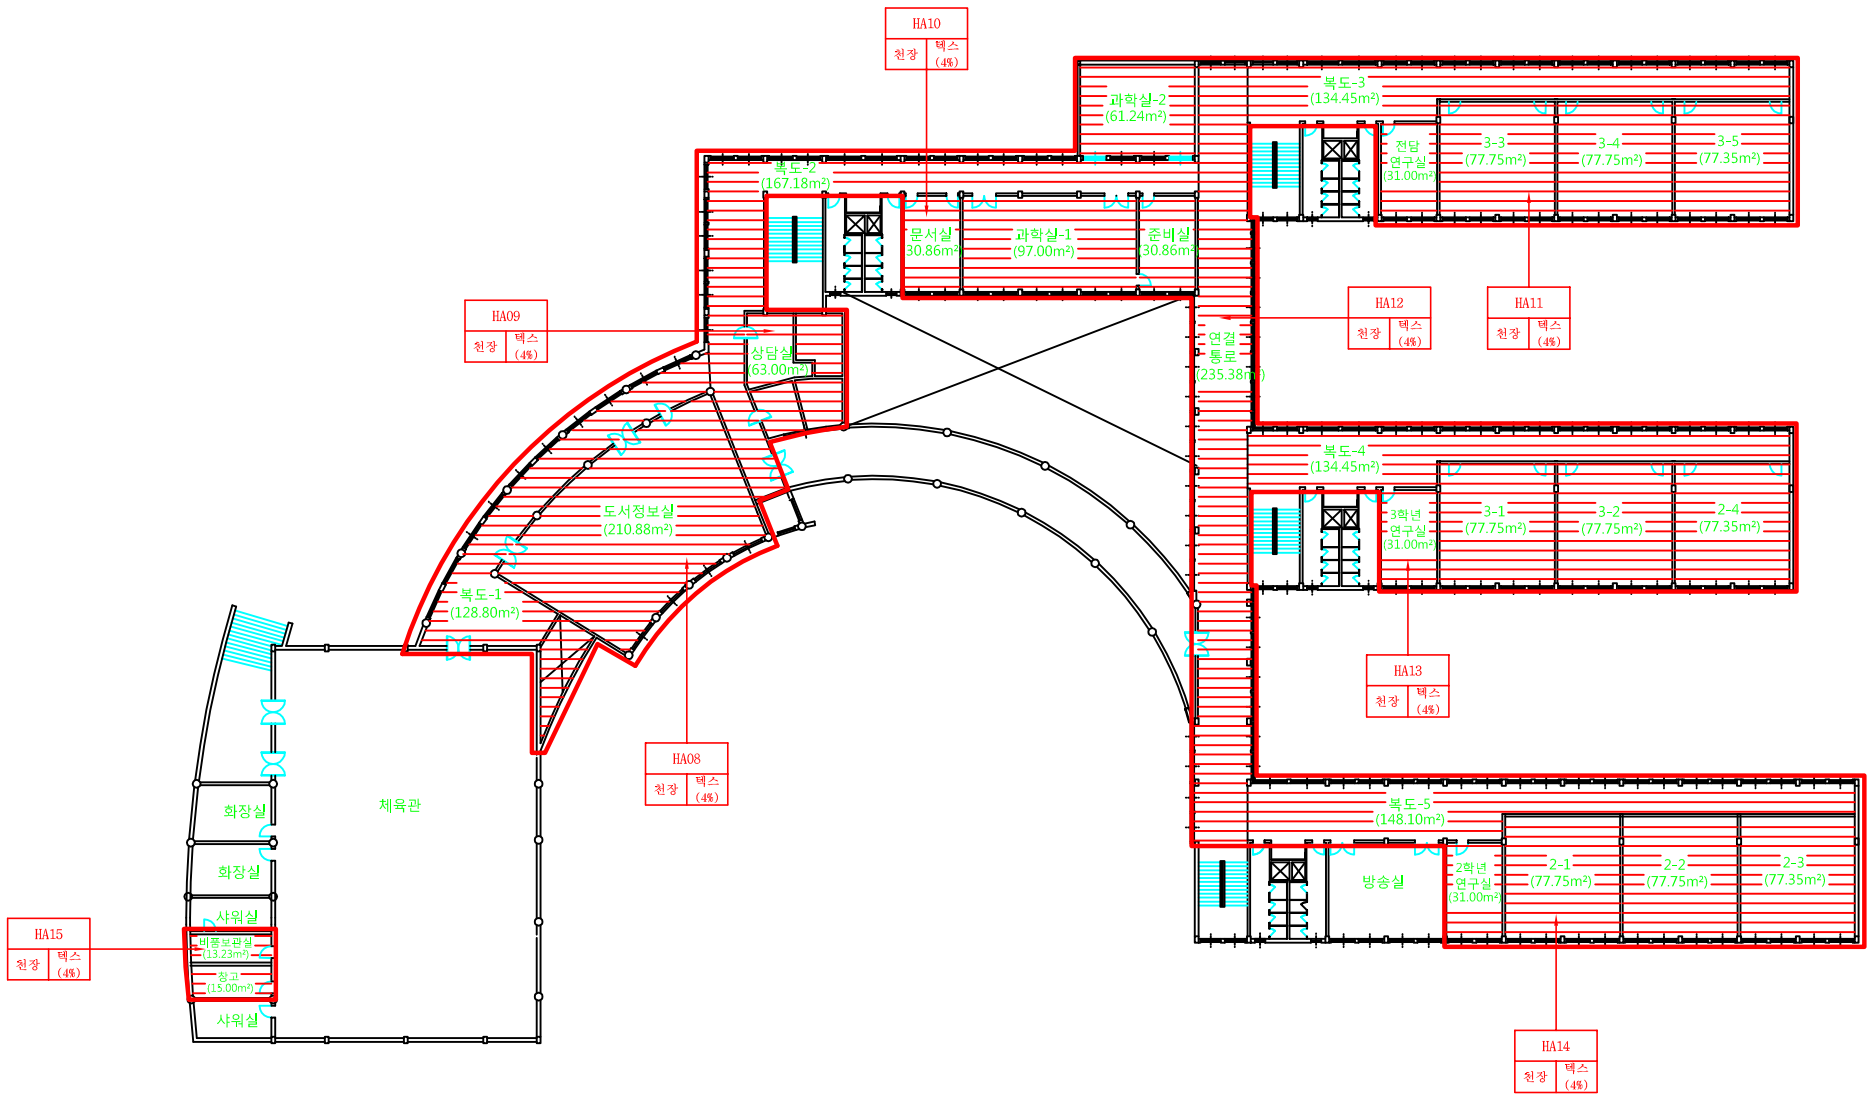 HA10
천장
텍스
(4%)
복도-3
(134.45m²)
과학실-2
(61.24m²)
전담
연구실
(31.00m²)
3-3
(77.75m²)
3-4
(77.75m²)
3-5
(77.35m²)
복도-2
(167.18m²)
문서실
30.86m²
과학실-1
(97.00m²)
준비실
(30.86m²)
HA09
천장
텍스
(4%)
HA12
천장
텍스
(4%)
HA11
천장
텍스
(4%)
상담실
(63.00m²)
연결
통로
(235.38m²)
복도-4
(134.45m²)
3학년
연구실
(31.00m²)
3-1
(77.75m²)
3-2
(77.75m²)
2-4
(77.35m²)
도서정보실
(210.88m²)
복도-1
(128.80m²)
HA13
천장
텍스
(4%)
HA08
천장
텍스
(4%)
화장실
체육관
화장실
샤워실
복도-5
(148.10m²)
방송실
2학년
연구실
(31.00m²)
2-1
(77.75m²)
2-2
(77.75m²)
2-3
(77.35m²)
HA15
천장
텍스
(4%)
비품보관실
(13.23m²)
창고
(15.00m²)
샤워실
HA14
천장
텍스
(4%)